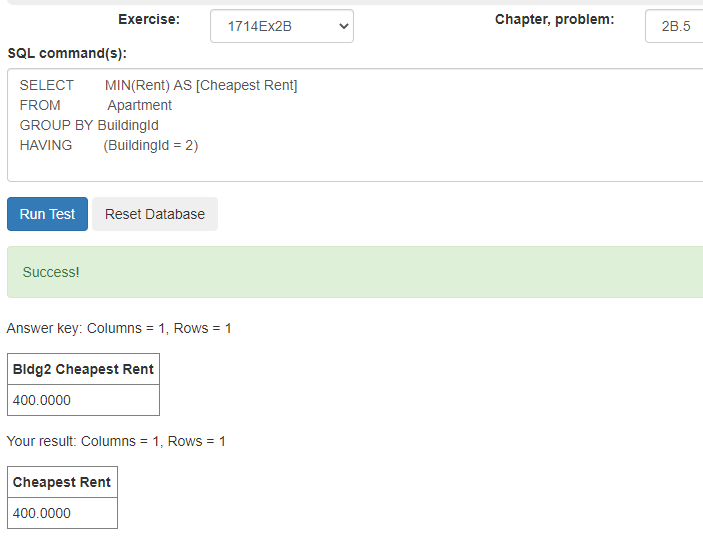 Exercise: 1714Ex2B Chapter, problem: 2B.5
SQL command(s):
SELECT MIN(Rent) AS [Cheapest Rent]
FROM Apartment
GROUP BY BuildingId
HAVING (BuildingId = 2)
Run Test Reset Database
Success!
Answer key: Columns = 1, Rows = 1
Bldg2 Cheapest Rent
400.0000
Your result: Columns = 1, Rows = 1
Cheapest Rent
400.0000